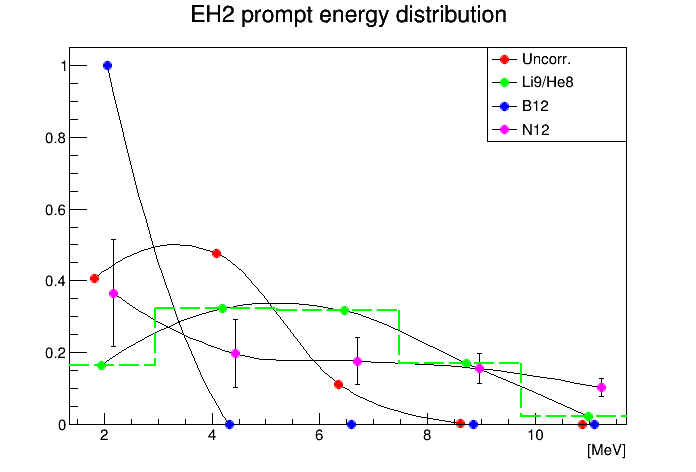 EH2 prompt energy distribution
Uncorr.
Li9/He8
B12
N12
1
0.8
0.6
0.4
0.2
0
2 4 6 8 10
[MeV]